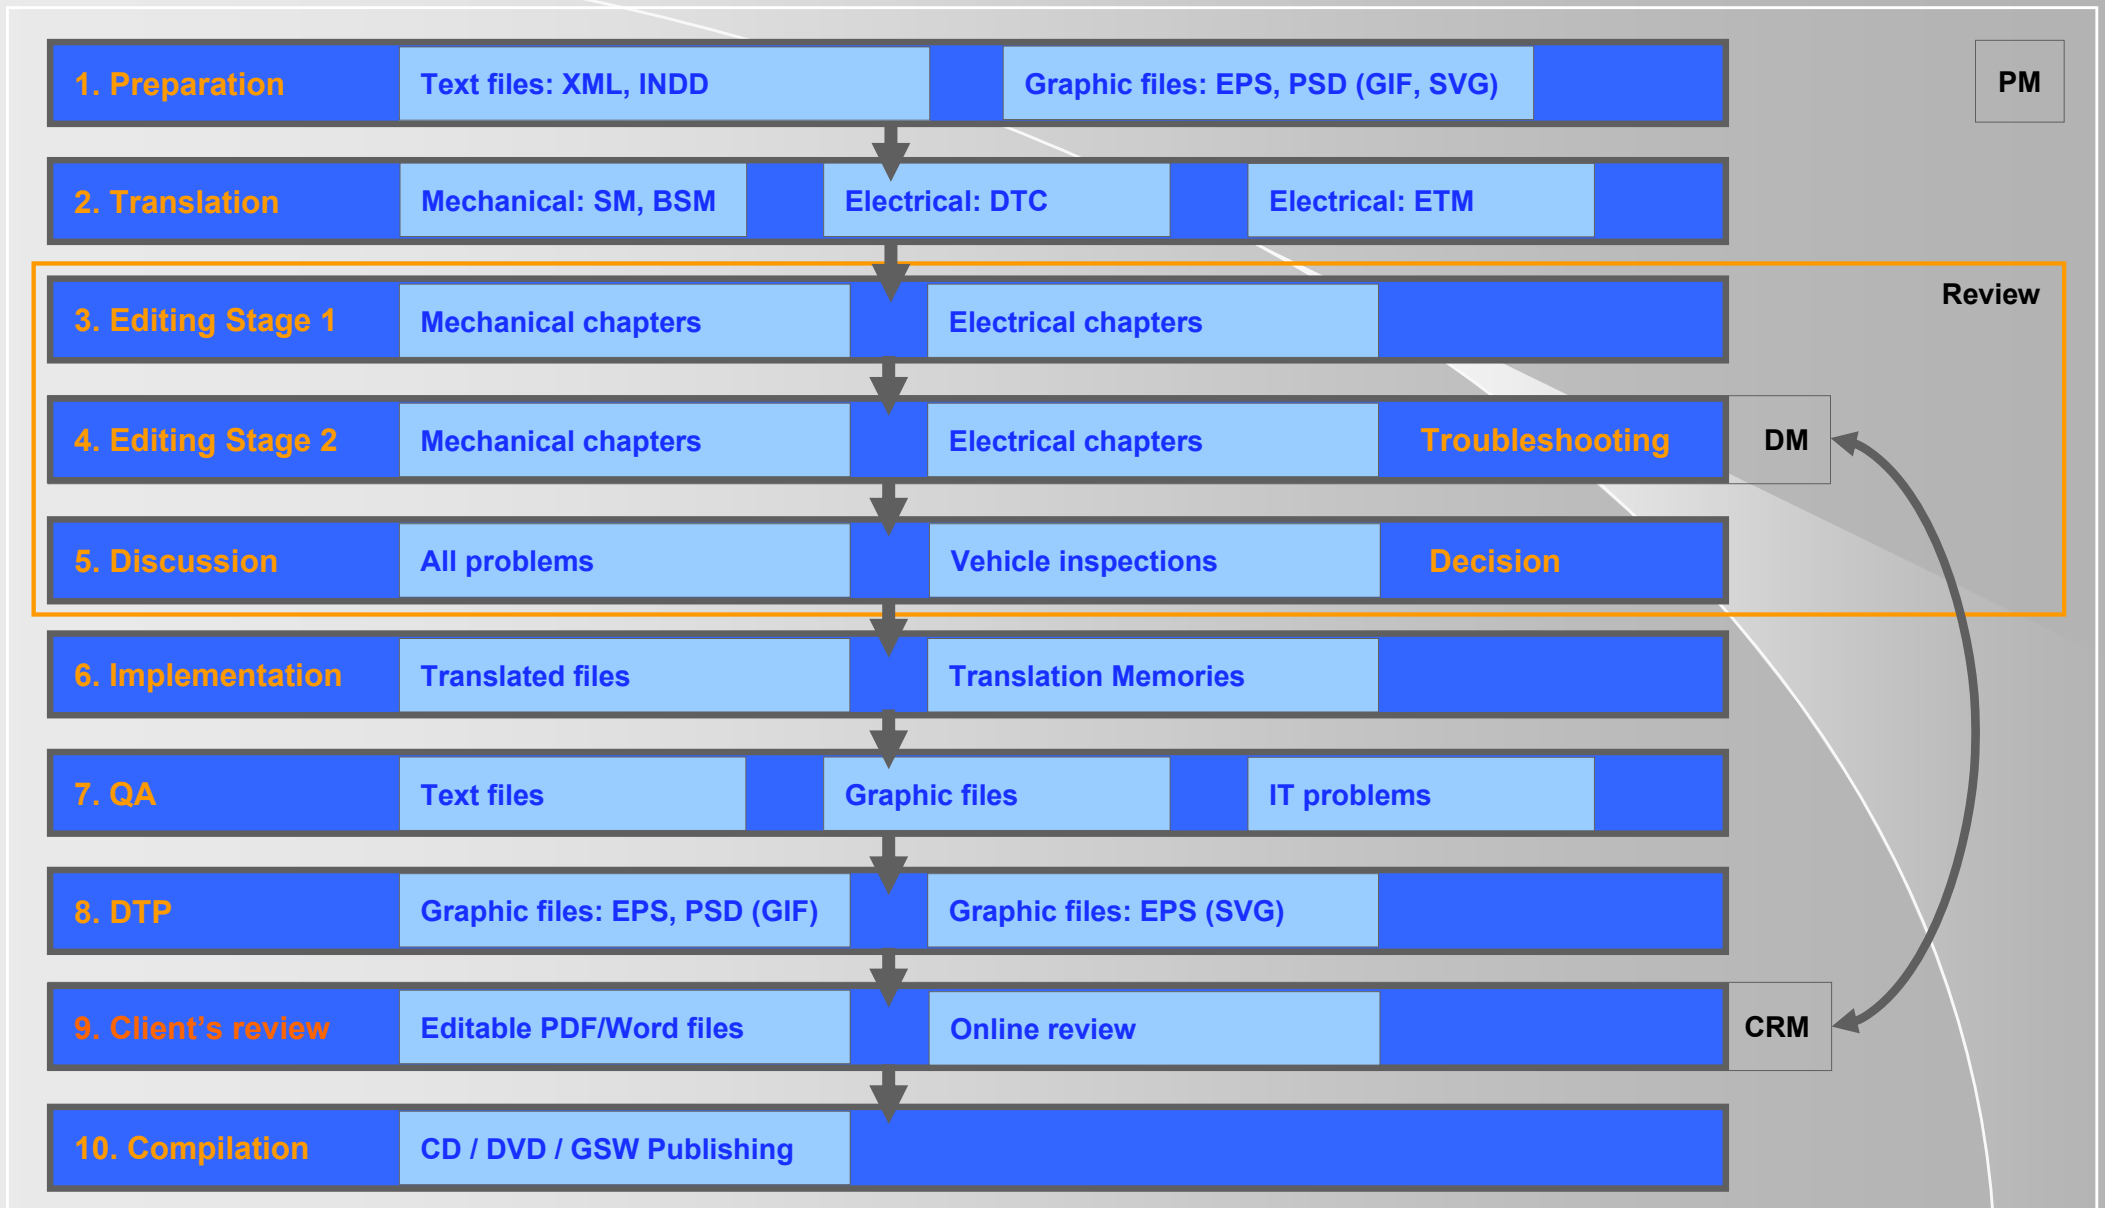 1. Preparation
Text files: XML, INDD
Graphic files: EPS, PSD (GIF, SVG)
PM
2. Translation
Mechanical: SM, BSM
Electrical: DTC
Electrical: ETM
Review
3. Editing Stage 1
Mechanical chapters
Electrical chapters
4. Editing Stage 2
Mechanical chapters
Electrical chapters
Troubleshooting
DM
5. Discussion
All problems
Vehicle inspections
Decision
6. Implementation
Translated files
Translation Memories
7. QA
Text files
Graphic files
IT problems
8. DTP
Graphic files: EPS, PSD (GIF)
Graphic files: EPS (SVG)
9. Client’s review
Editable PDF/Word files
Online review
CRM
10. Compilation
CD / DVD / GSW Publishing